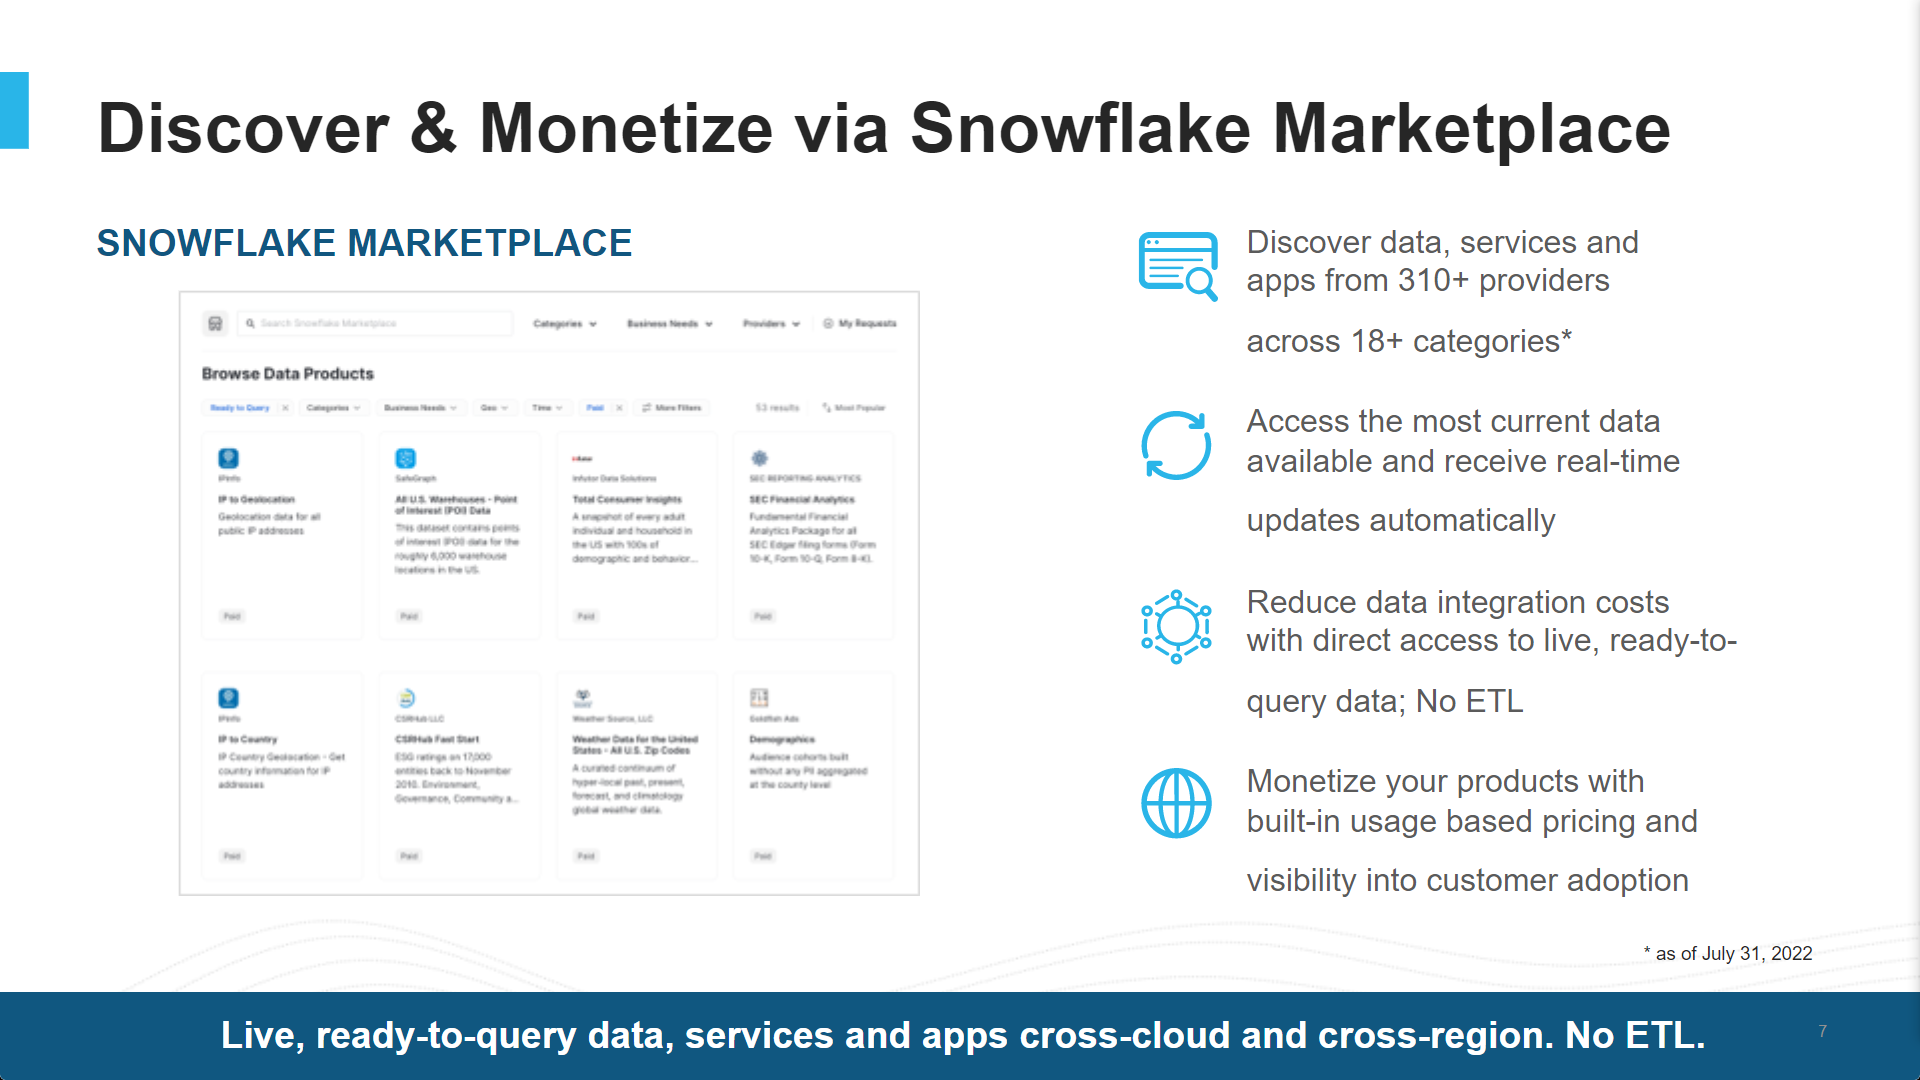 Discover & Monetize via Snowflake Marketplace
SNOWFLAKE MARKETPLACE
Search Snowflake Marketplace
Categories
Business Needs
Providers
My Requests
Browse Data Products
Ready to Query
Categories
Business Needs
Geo
Time
Paid
More Filters
53 results
Most Popular
IPinfo
IP to Geolocation
Geolocation data for all
public IP addresses
Paid
SafeGraph
All U.S. Warehouses - Point
of Interest (POI) Data
This dataset contains points
of interest (POI) data for the
roughly 6,000 warehouse
locations in the US.
Paid
Infutor Data Solutions
Total Consumer Insights
A snapshot of every adult
individual and household in
the US with 100s of
demographic and behavior...
Paid
SEC REPORTING ANALYTICS
SEC Financial Analytics
Fundamental Financial
Analytics Package for all
SEC Edgar filing forms (Form
10-K, Form 10-Q, Form 8-K).
Paid
IPinfo
IP to Country
IP Country Geolocation - Get
country information for IP
addresses
Paid
CSRHub LLC
CSRHub Fast Start
ESG ratings on 17,000
entities back to November
2010. Environment,
Governance, Community a...
Paid
Weather Source, LLC
Weather Data for the United
States - All U.S. Zip Codes
A curated continuum of
hyper-local past, present,
forecast, and climatology
global weather data.
Paid
Goldfish Ads
Demographics
Audience cohorts built
without any PII aggregated
at the county level
Paid
Discover data, services and
apps from 310+ providers
across 18+ categories*
Access the most current data
available and receive real-time
updates automatically
Reduce data integration costs
with direct access to live, ready-to-
query data; No ETL
Monetize your products with
built-in usage based pricing and
visibility into customer adoption
* as of July 31, 2022
Live, ready-to-query data, services and apps cross-cloud and cross-region. No ETL.
7